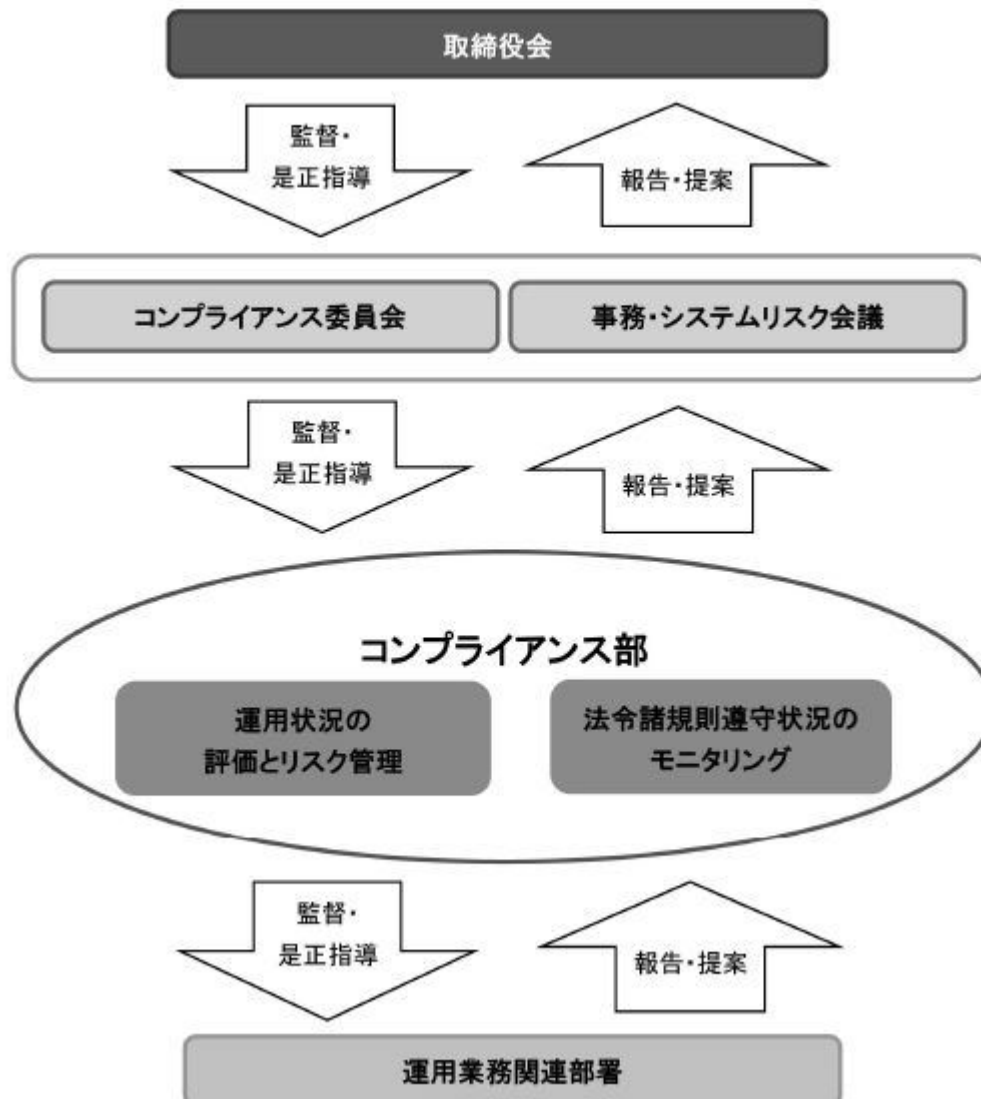 取締役会
監督・
是正指導
報告・提案
コンプライアンス委員会
事務・システムリスク会議
監督・
是正指導
報告・提案
コンプライアンス部
運用状況の
評価とリスク管理
法令諸規則遵守状況の
モニタリング
監督・
是正指導
報告・提案
運用業務関連部署